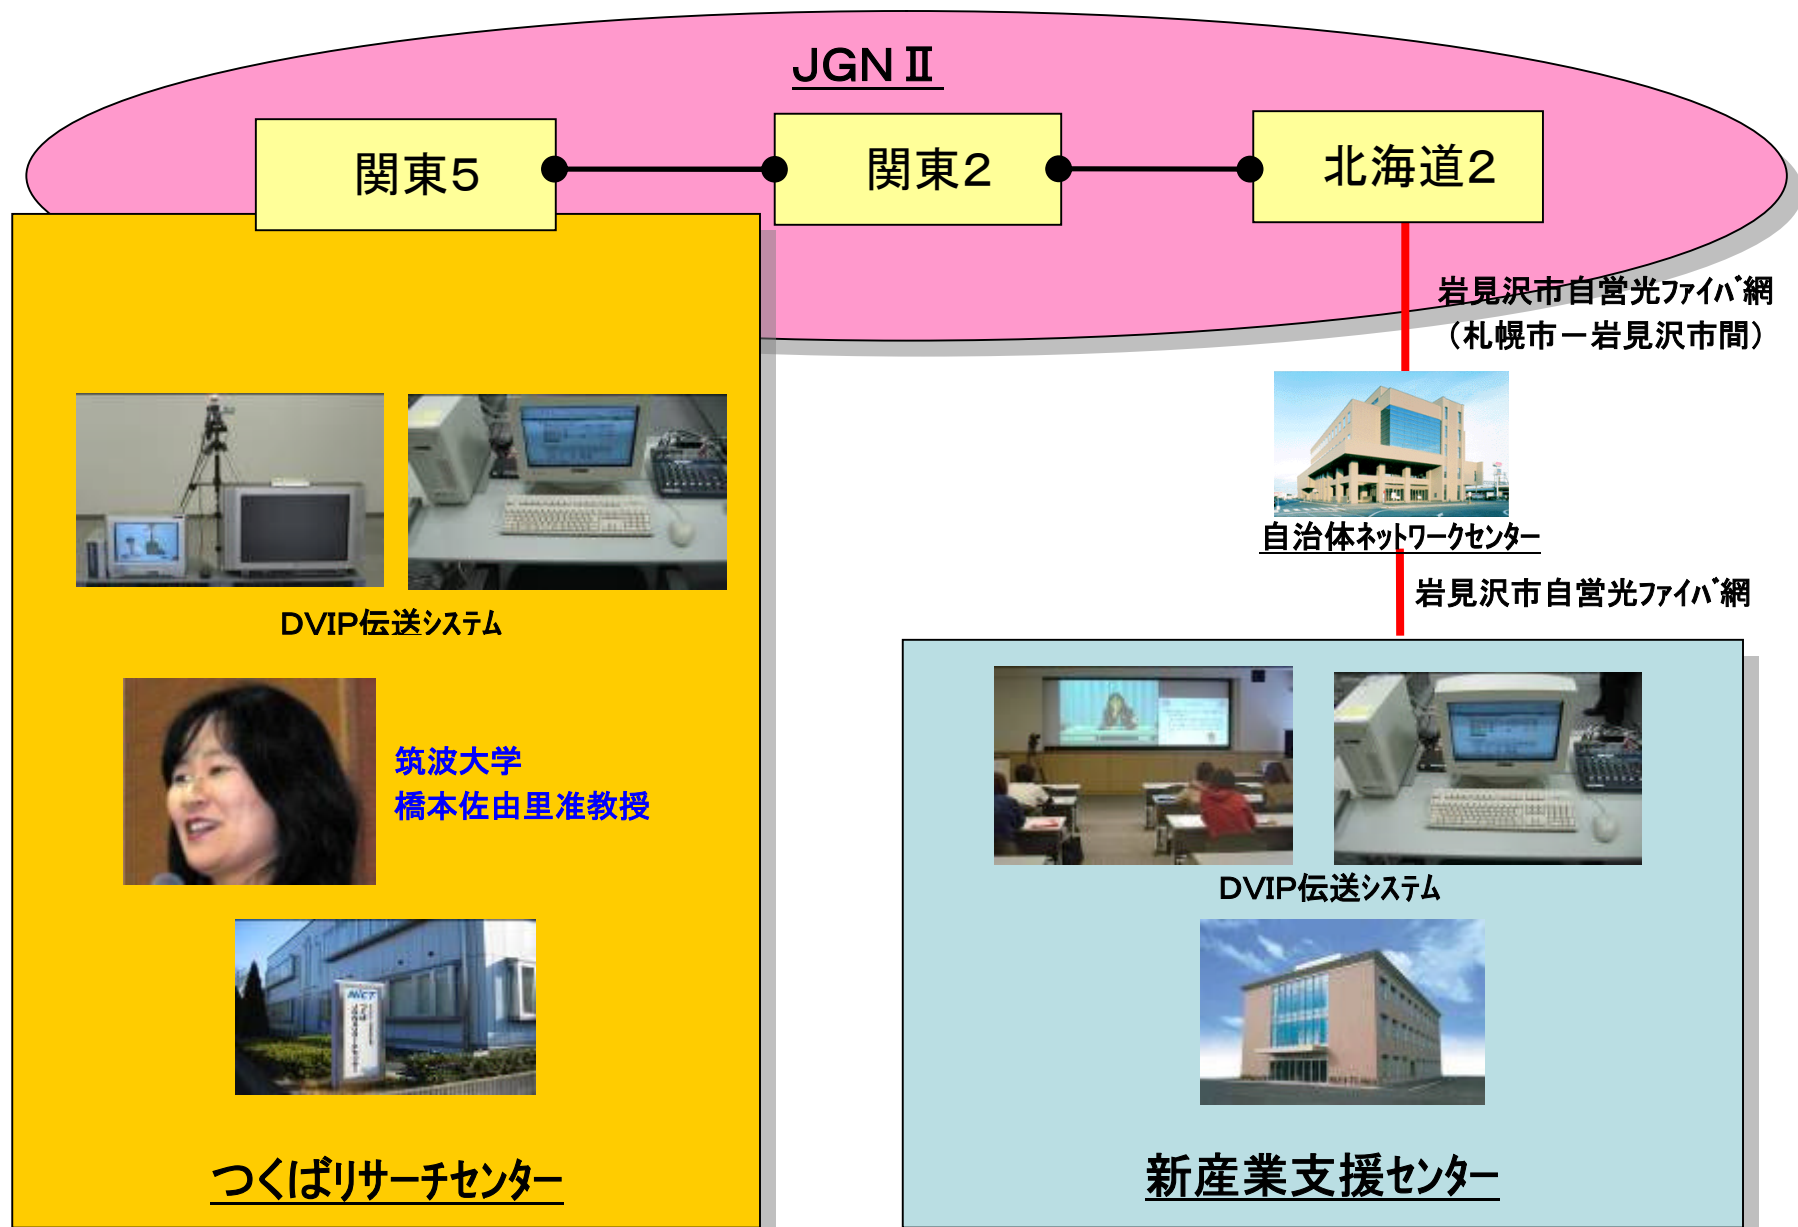 JGNⅡ
関東5
関東2
北海道2
岩見沢市自営光ﾌｧｲﾊﾞ網
（札幌市－岩見沢市間）
自治体ネットワークセンター
岩見沢市自営光ﾌｧｲﾊﾞ網
DVIP伝送システム
筑波大学
橋本佐由里准教授
NICT
つくばリサーチセンター
DVIP伝送システム
新産業支援センター